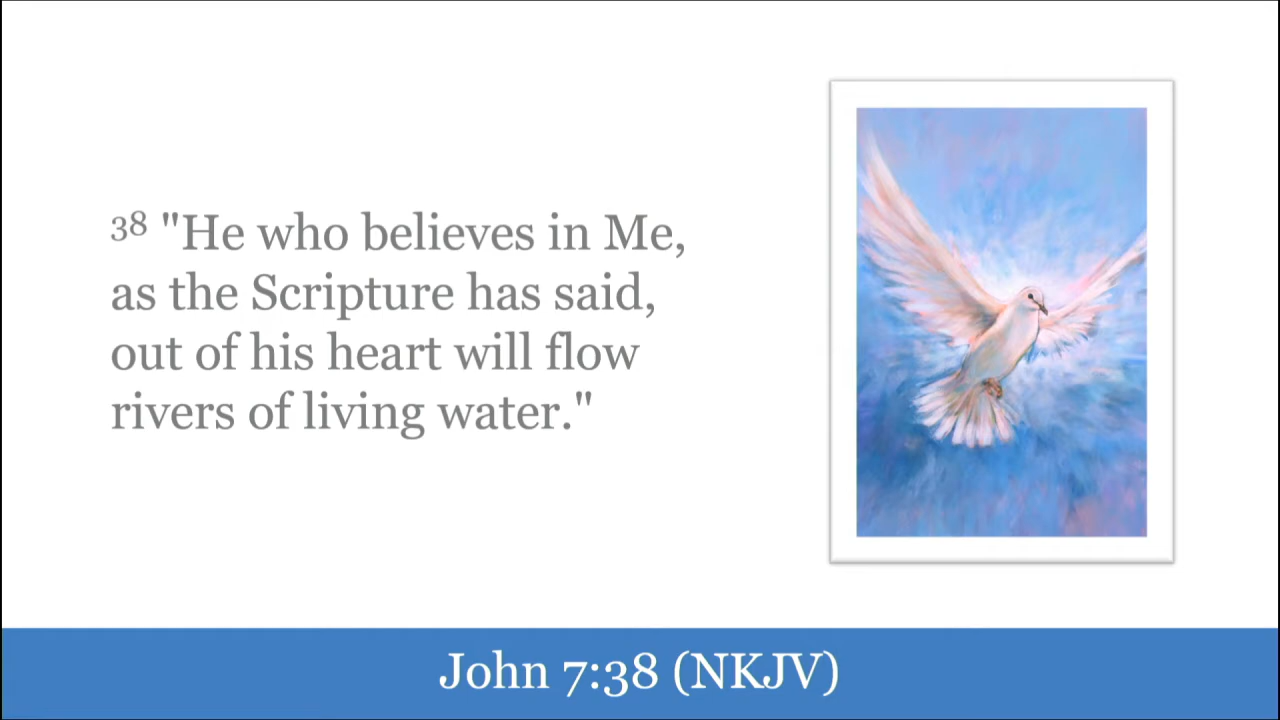 38 "He who believes in Me,
as the Scripture has said,
out of his heart will flow
rivers of living water."
John 7:38 (NKJV)